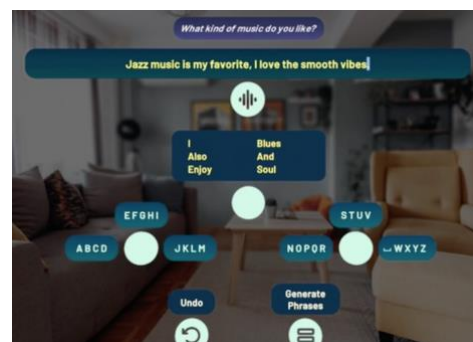 What kind of music do you like?
Jazz music is my favorite, I love the smooth vibes
I Blues
Also And
Enjoy Soul
EFGHI
STUV
ABCD
JKLM
NOPQR
⎵WXYZ
Undo
Generate
Phrases